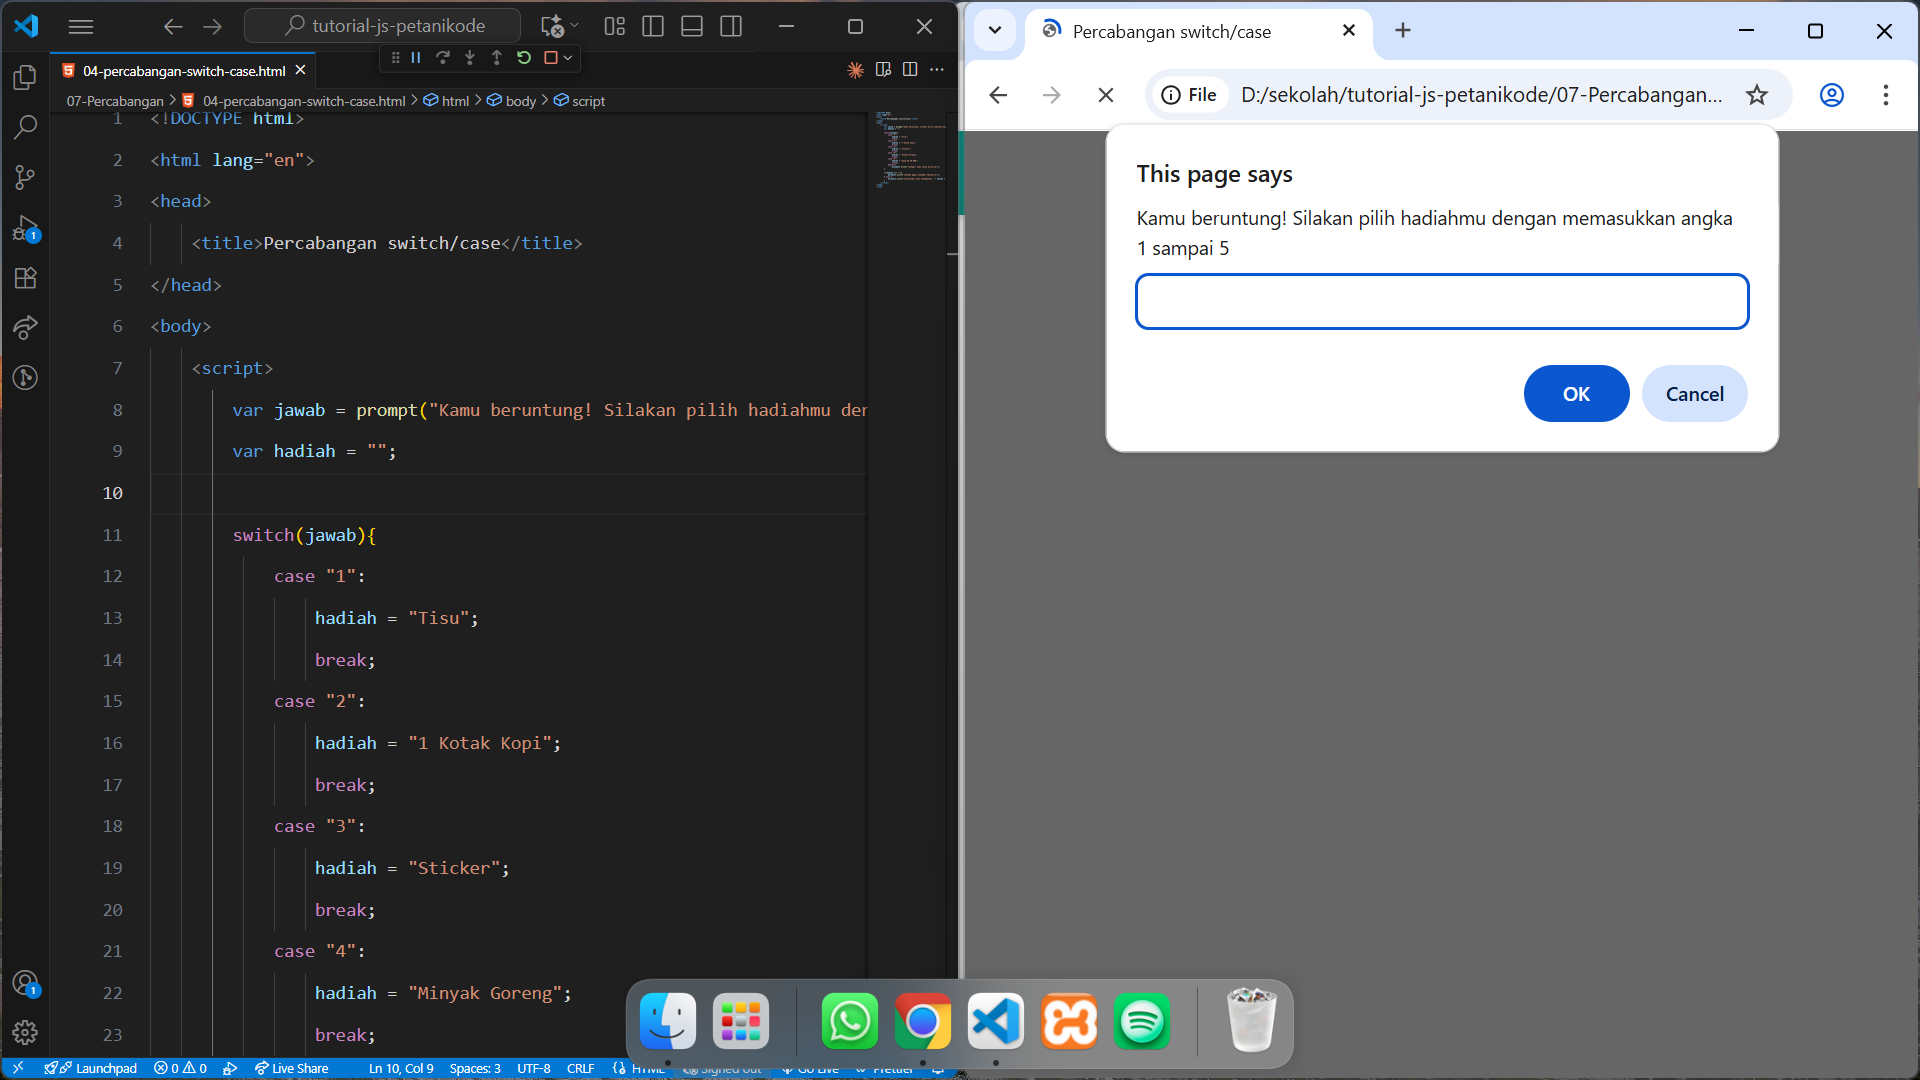 tutorial-js-petanikode
04-percabangan-switch-case.html
07-Percabangan > 04-percabangan-switch-case.html > html > body > script
1 <!DOCTYPE html>
2 <html lang="en">
3 <head>
4 <title>Percabangan switch/case</title>
5 </head>
6 <body>
7 <script>
8 var jawab = prompt("Kamu beruntung! Silakan pilih hadiahmu der
9 var hadiah = "";
10
11 switch(jawab){
12 case "1":
13 hadiah = "Tisu";
14 break;
15 case "2":
16 hadiah = "1 Kotak Kopi";
17 break;
18 case "3":
19 hadiah = "Sticker";
20 break;
21 case "4":
22 hadiah = "Minyak Goreng";
23 break;
1
1
Launchpad 0 0 Live Share Ln 10, Col 9 Spaces: 3 UTF-8 CRLF {} HTML Signed out Go Live Prettier
Percabangan switch/case
File D:/sekolah/tutorial-js-petanikode/07-Percabangan...
This page says
Kamu beruntung! Silakan pilih hadiahmu dengan memasukkan angka
1 sampai 5
OK
Cancel